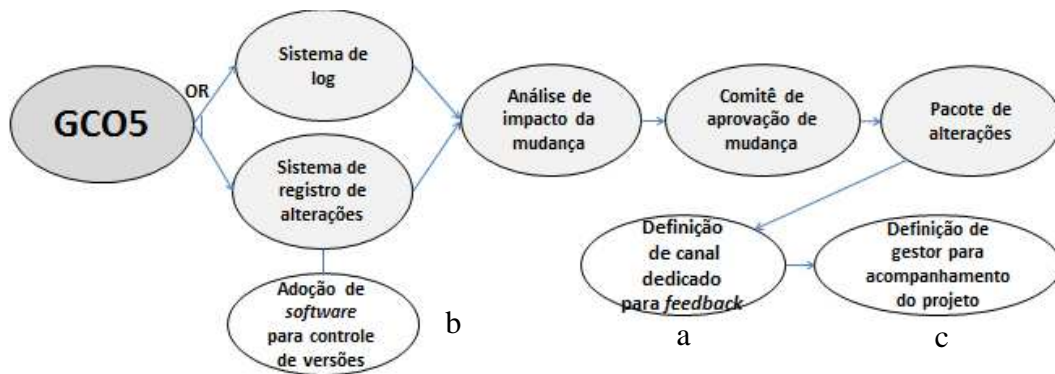 GCO5
OR
Sistema de
log
Sistema de
registro de
alterações
Adoção de
software
para controle
de versões
b
Análise de
impacto da
mudança
Comitê de
aprovação de
mudança
Pacote de
alterações
Definição
de canal
dedicado
para feedback
a
Definição de
gestor para
acompanhamento
do projeto
c